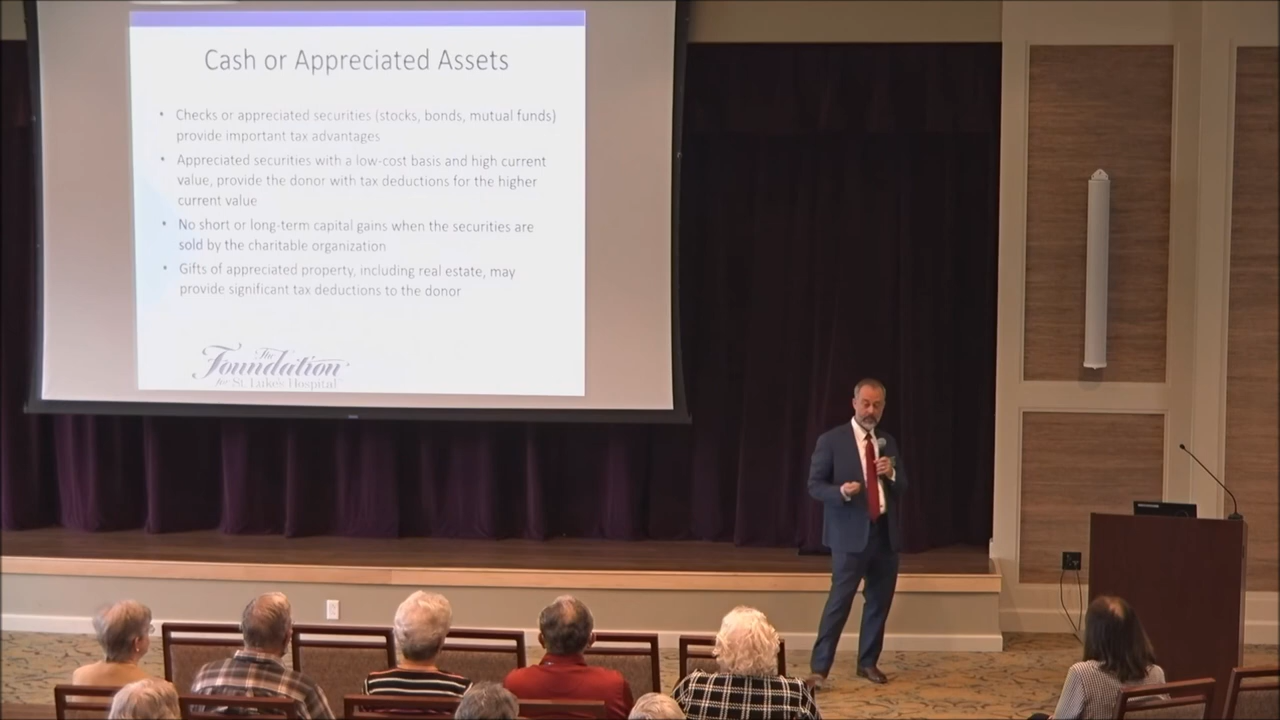 Cash or Appreciated Assets
• Checks or appreciated securities (stocks, bonds, mutual funds)
provide important tax advantages
• Appreciated securities with a low-cost basis and high current
value, provide the donor with tax deductions for the higher
current value
• No short or long-term capital gains when the securities are
sold by the charitable organization
• Gifts of appreciated property, including real estate, may
provide significant tax deductions to the donor
The
Foundation
for St. Luke's Hospital